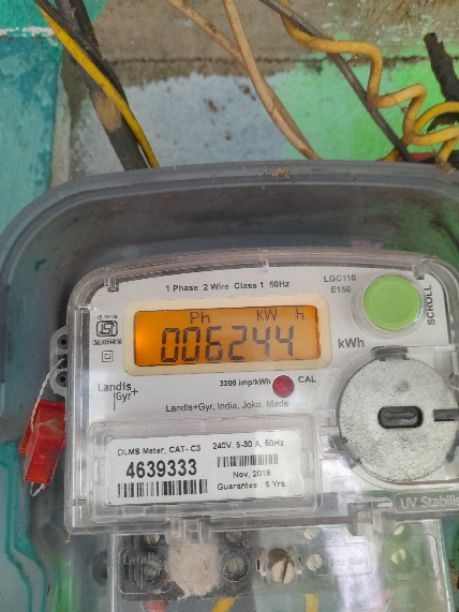 1 Phase 2 Wire Class 1 50Hz
LGC110
E150
SCROLL
Ph kW h
006244
kWh
3200 imp/kWh CAL
Landis
Gyr+
Landis+Gyr, India, Joka, Made
DLMS Meter, CAT- C3 240V, 5-30 A, 50Hz
4639333
Nov, 2018
Guarantee 5 Yrs
UV Stabili